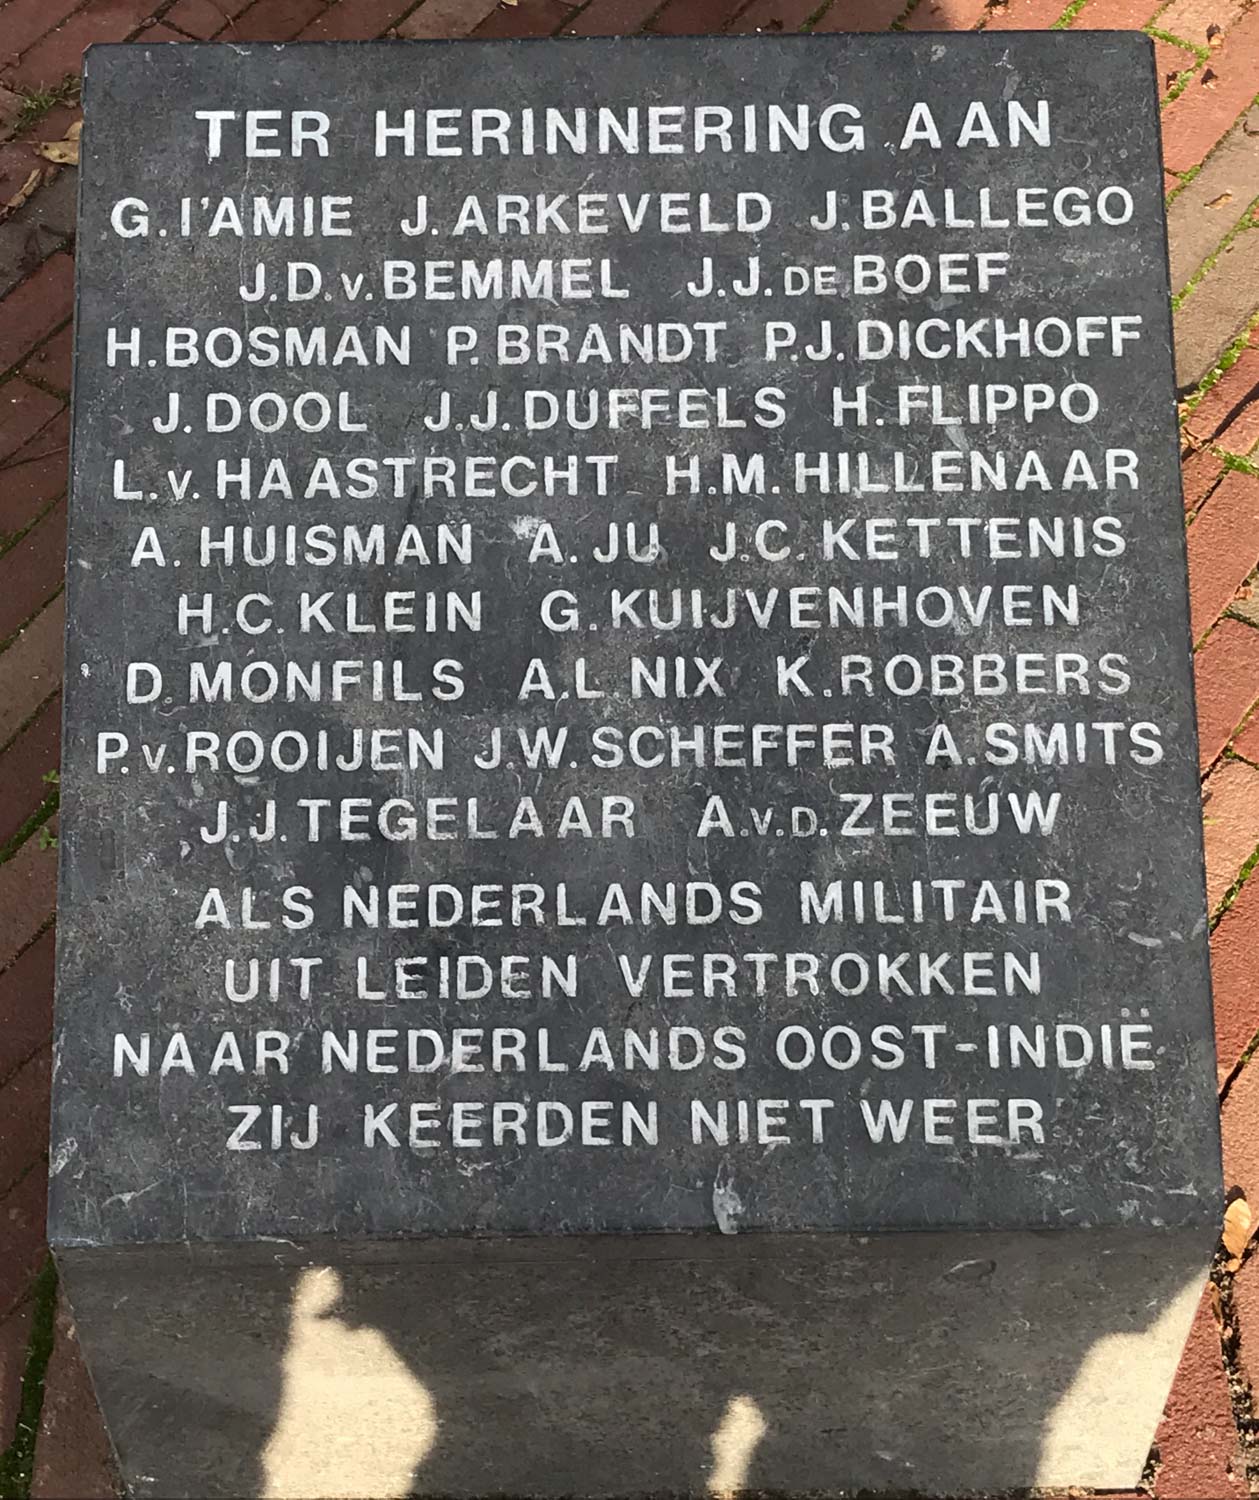 TER HERINNERING AAN
G.I'AMIE J.ARKEVELD J.BALLEGO
J.D.v.BEMMEL J.J.DE BOEF
H.BOSMAN P.BRANDT P.J.DICKHOFF
J.DOOL J.J.DUFFELS H.FLIPPO
L.v.HAASTRECHT H.M.HILLENAAR
A.HUISMAN A.JU J.C.KETTENIS
H.C.KLEIN G.KUIJVENHOVEN
D.MONFILS A.L.NIX K.ROBBERS
P.v.ROOIJEN J.W.SCHEFFER A.SMITS
J.J.TEGELAAR A.v.D.ZEEUW
ALS NEDERLANDS MILITAIR
UIT LEIDEN VERTROKKEN
NAAR NEDERLANDS OOST-INDIË
ZIJ KEERDEN NIET WEER